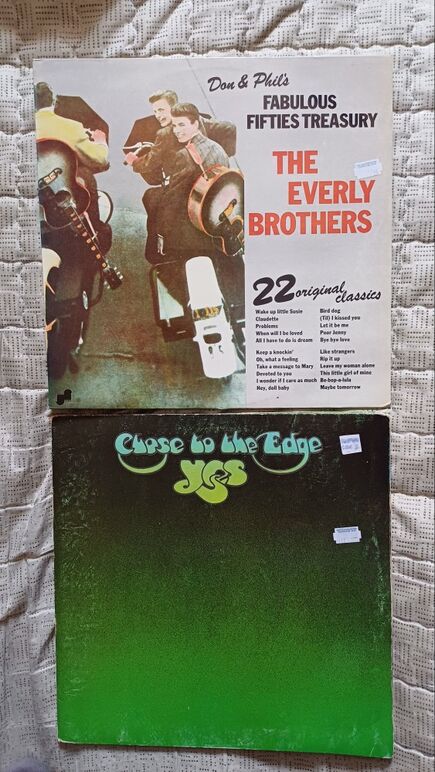 Don & Phil's
FABULOUS
FIFTIES TREASURY
THE
EVERLY
BROTHERS
22 original classics
Wake up little Susie
Claudette
Problems
When will I be loved
All I have to do is dream
Keep a knockin'
Oh, what a feeling
Take a message to Mary
Devoted to you
I wonder if I care as much
Hey, doll baby
Bird dog
(Til) I kissed you
Let it be me
Poor Jenny
Bye bye love
Like strangers
Rip it up
Leave my woman alone
This little girl of mine
Be-bop-a-lula
Maybe tomorrow
Close to the Edge
Yes